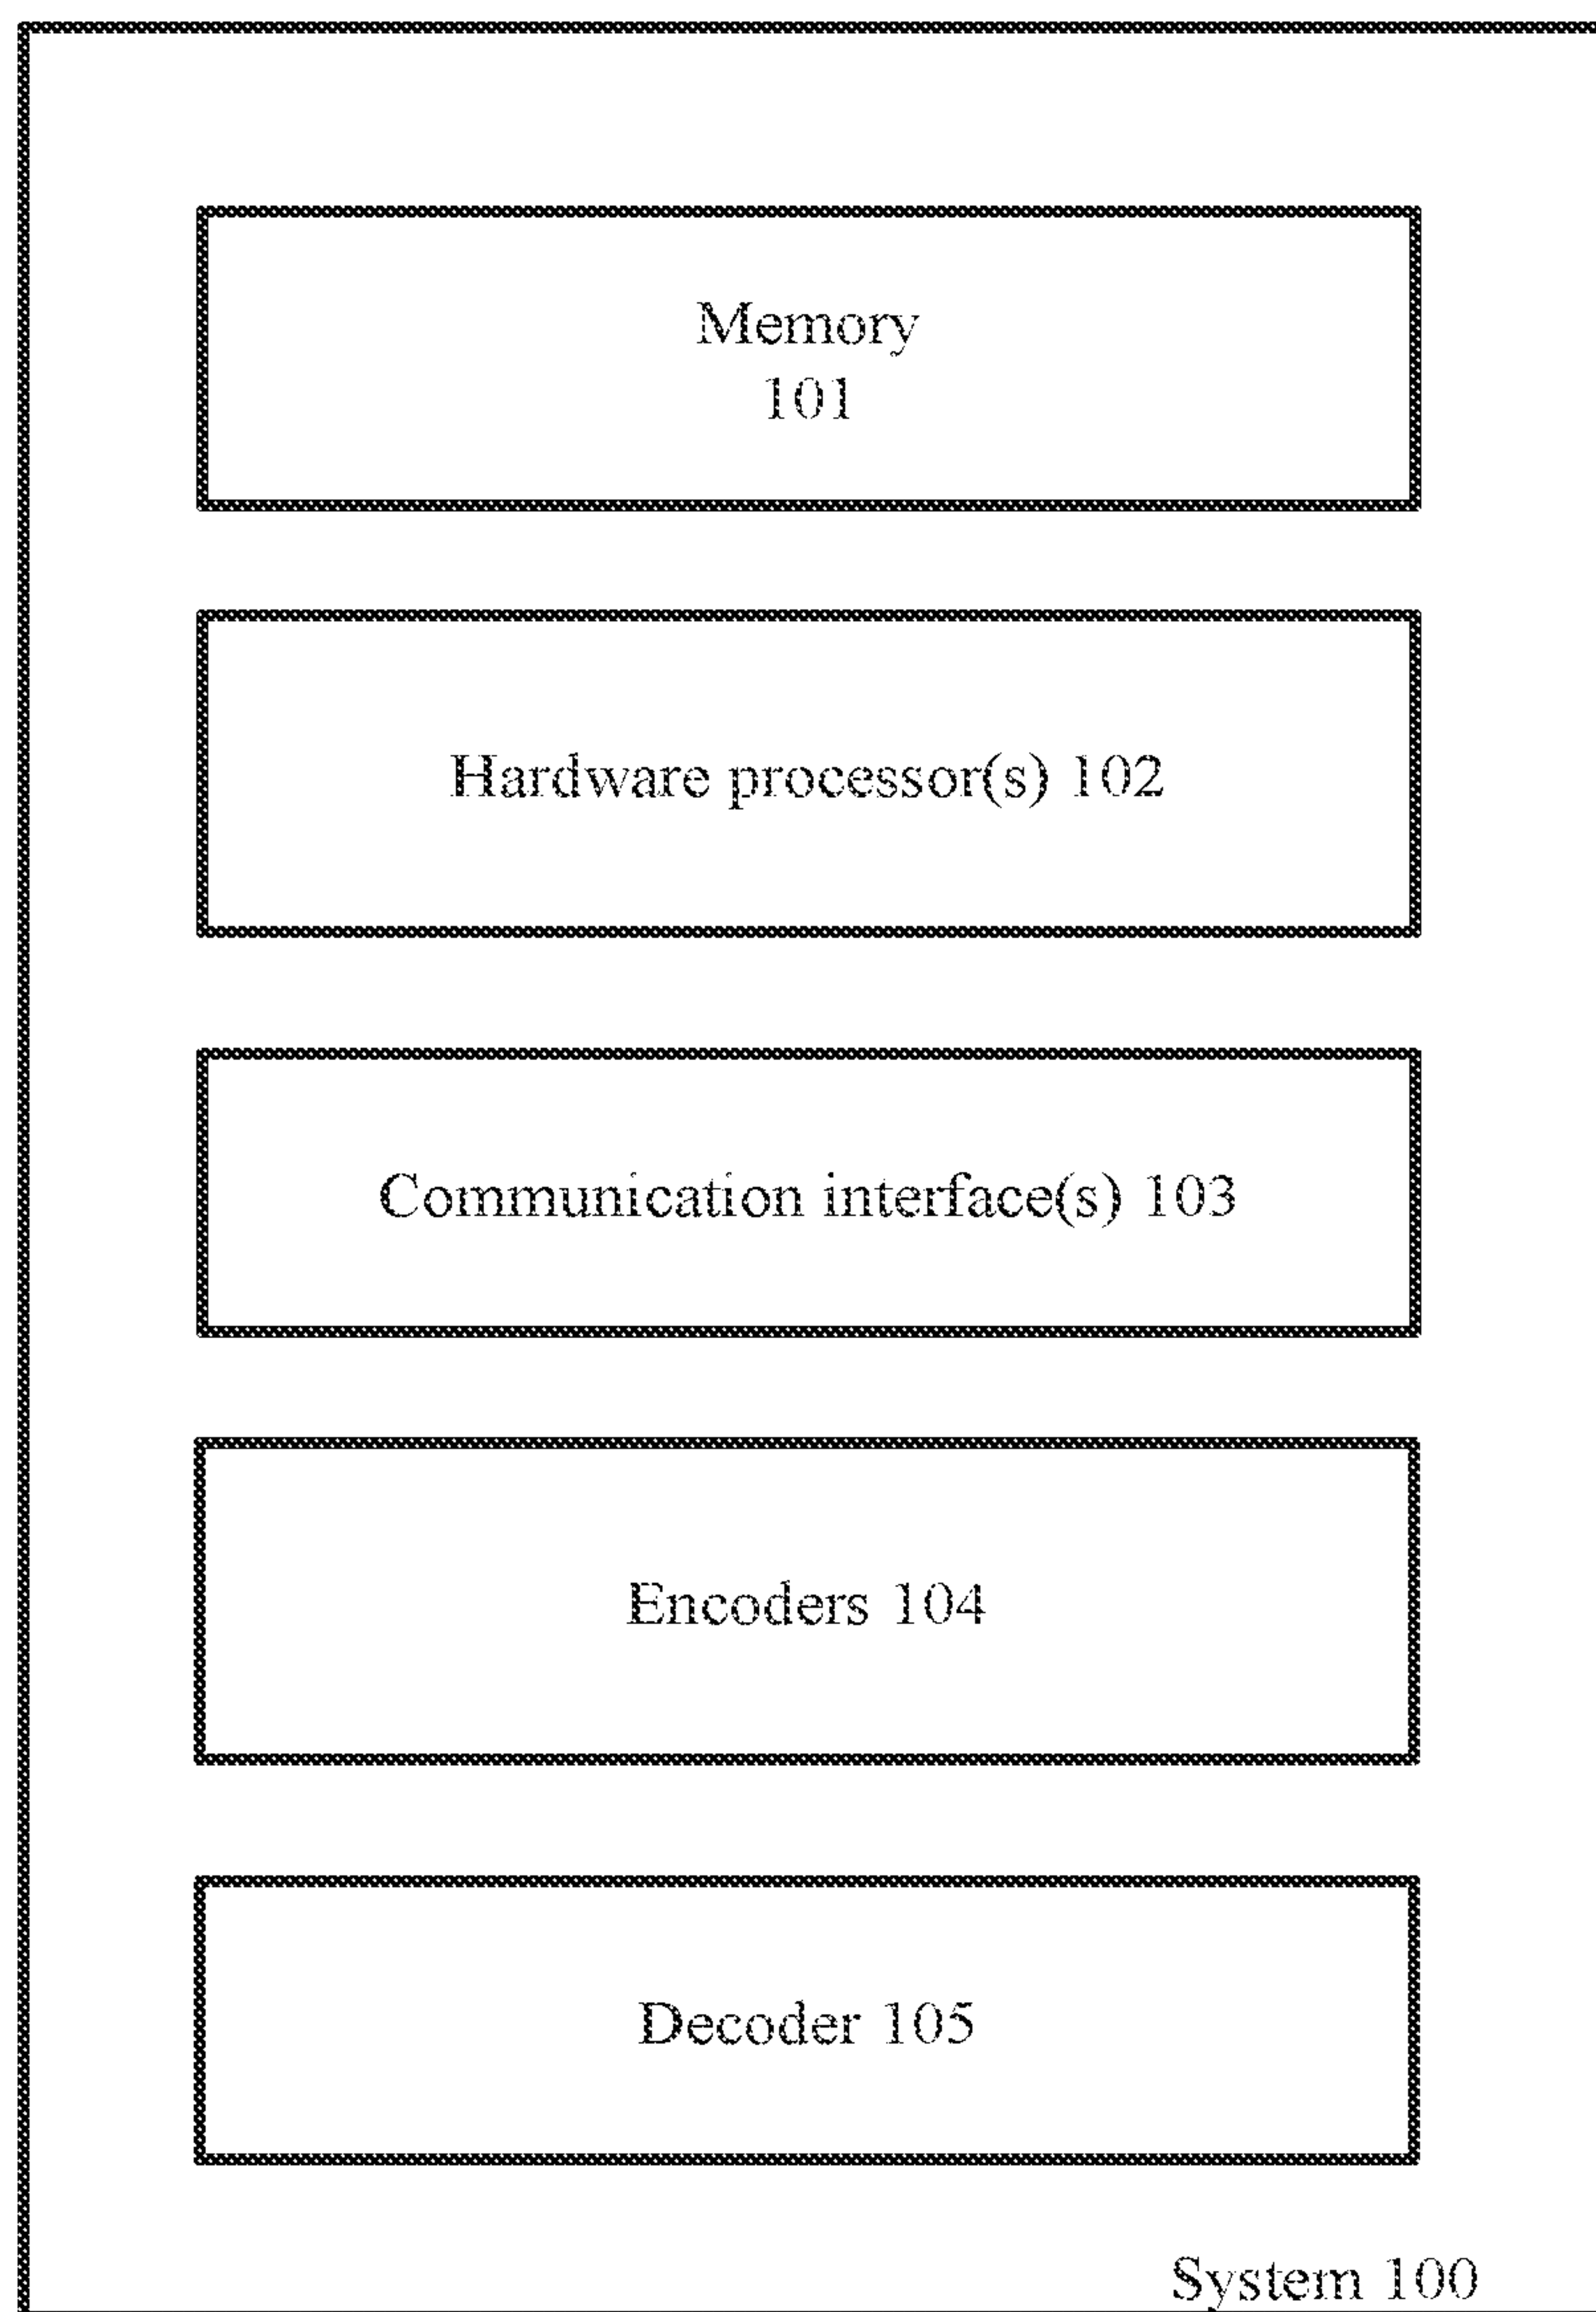 Memory
101
Hardware processor(s) 102
Communication interface(s) 103
Encoders 104
Decoder 105
System 100